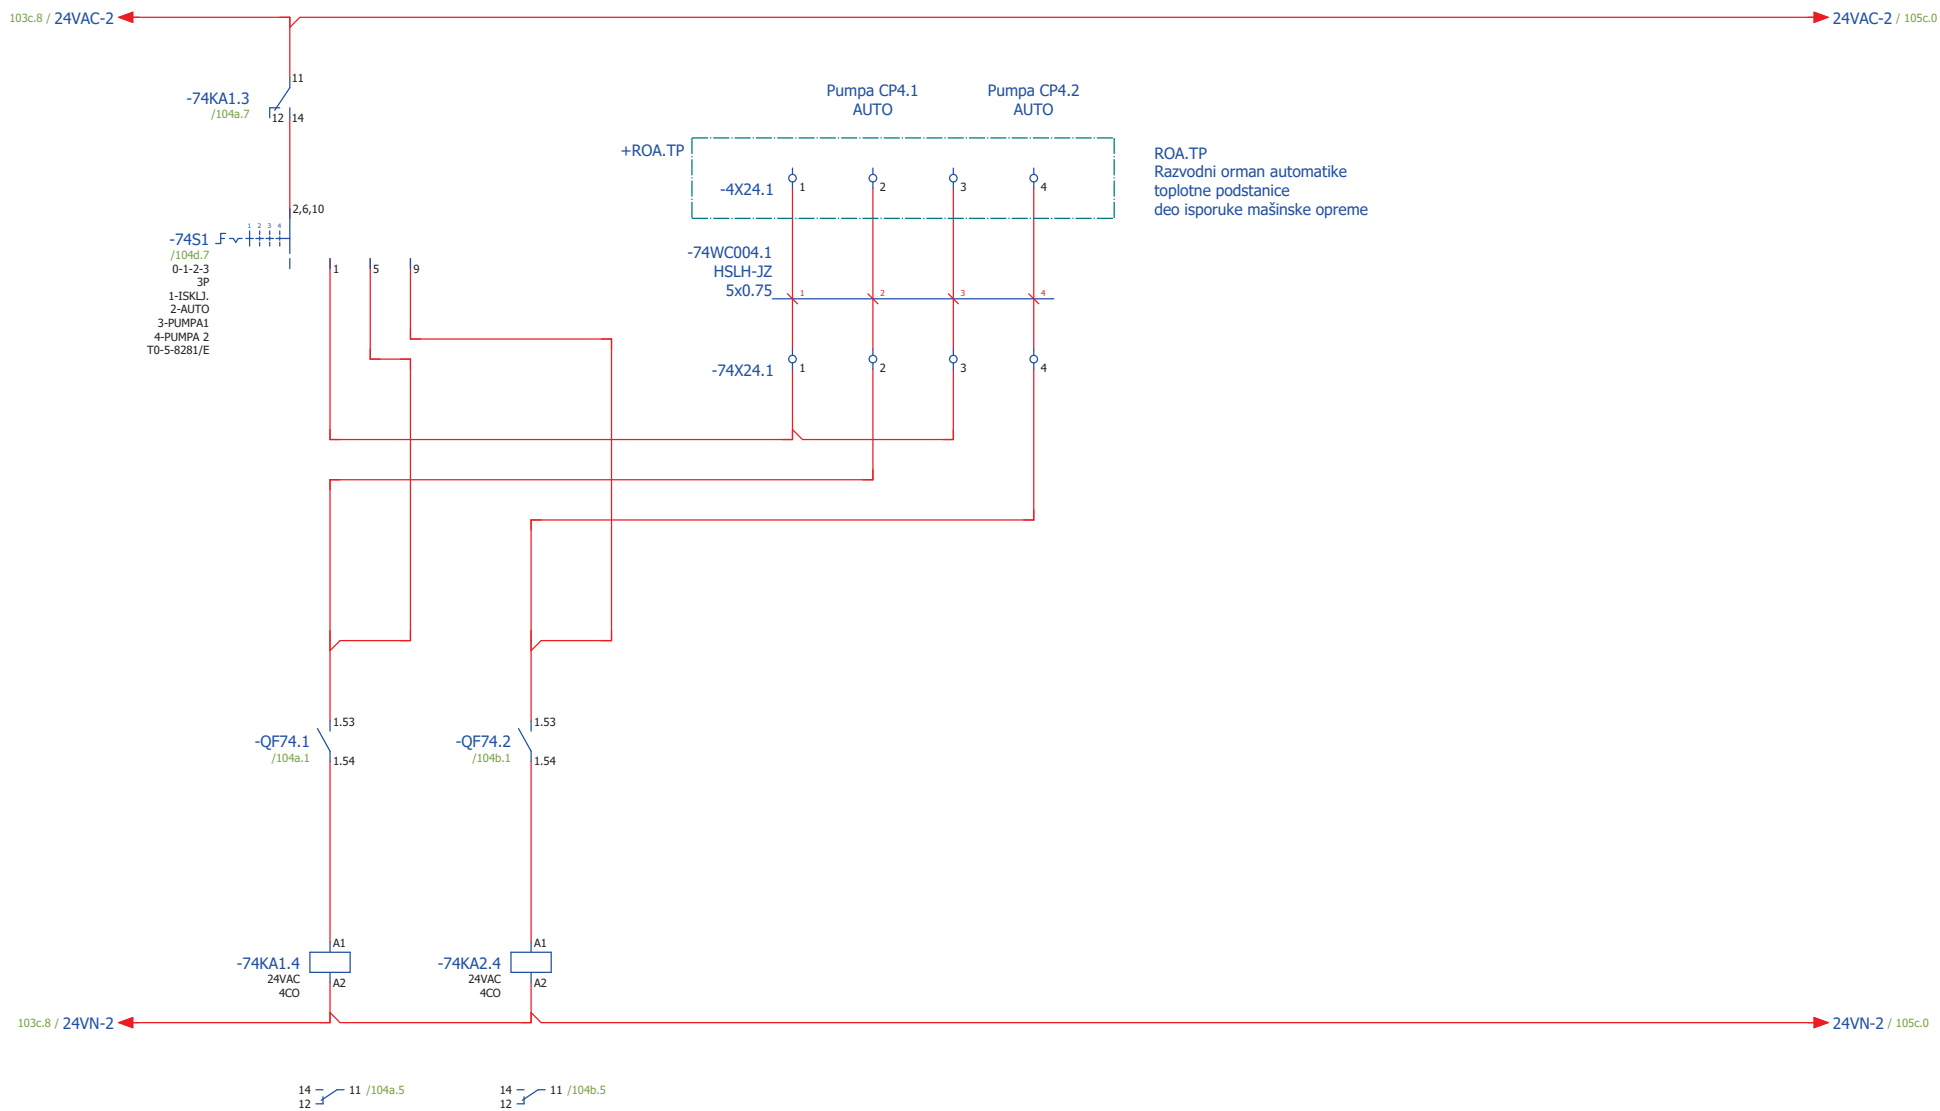 103c.8 / 24VAC-2
24VAC-2 / 105c.0
11
-74KA1.3
/104a.7
12 14
Pumpa CP4.1
AUTO
Pumpa CP4.2
AUTO
+ROA.TP
-4X24.1
1 2 3 4
ROA.TP
Razvodni orman automatike
toplotne podstanice
deo isporuke mašinske opreme
2,6,10
1 2 3 4
-74S1
/104d.7
0-1-2-3
3P
1-ISKLJ.
2-AUTO
3-PUMPA1
4-PUMPA 2
T0-5-8281/E
1 5 9
-74WC004.1
HSLH-JZ
5x0.75
1 2 3 4
-74X24.1
1 2 3 4
1.53
-QF74.1
/104a.1
1.54
1.53
-QF74.2
/104b.1
1.54
A1
-74KA1.4
24VAC
4CO
A2
A1
-74KA2.4
24VAC
4CO
A2
103c.8 / 24VN-2
24VN-2 / 105c.0
14 11 /104a.5
12
14 11 /104b.5
12